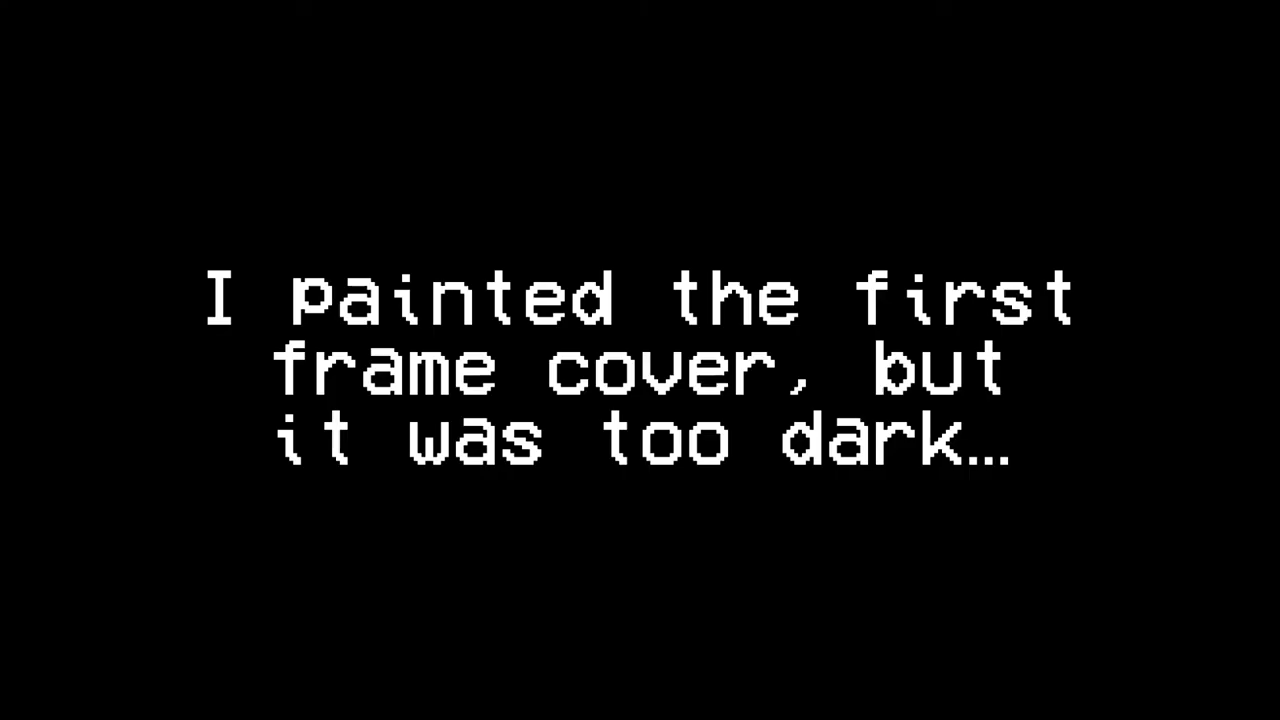 I painted the first
frame cover, but
it was too dark…